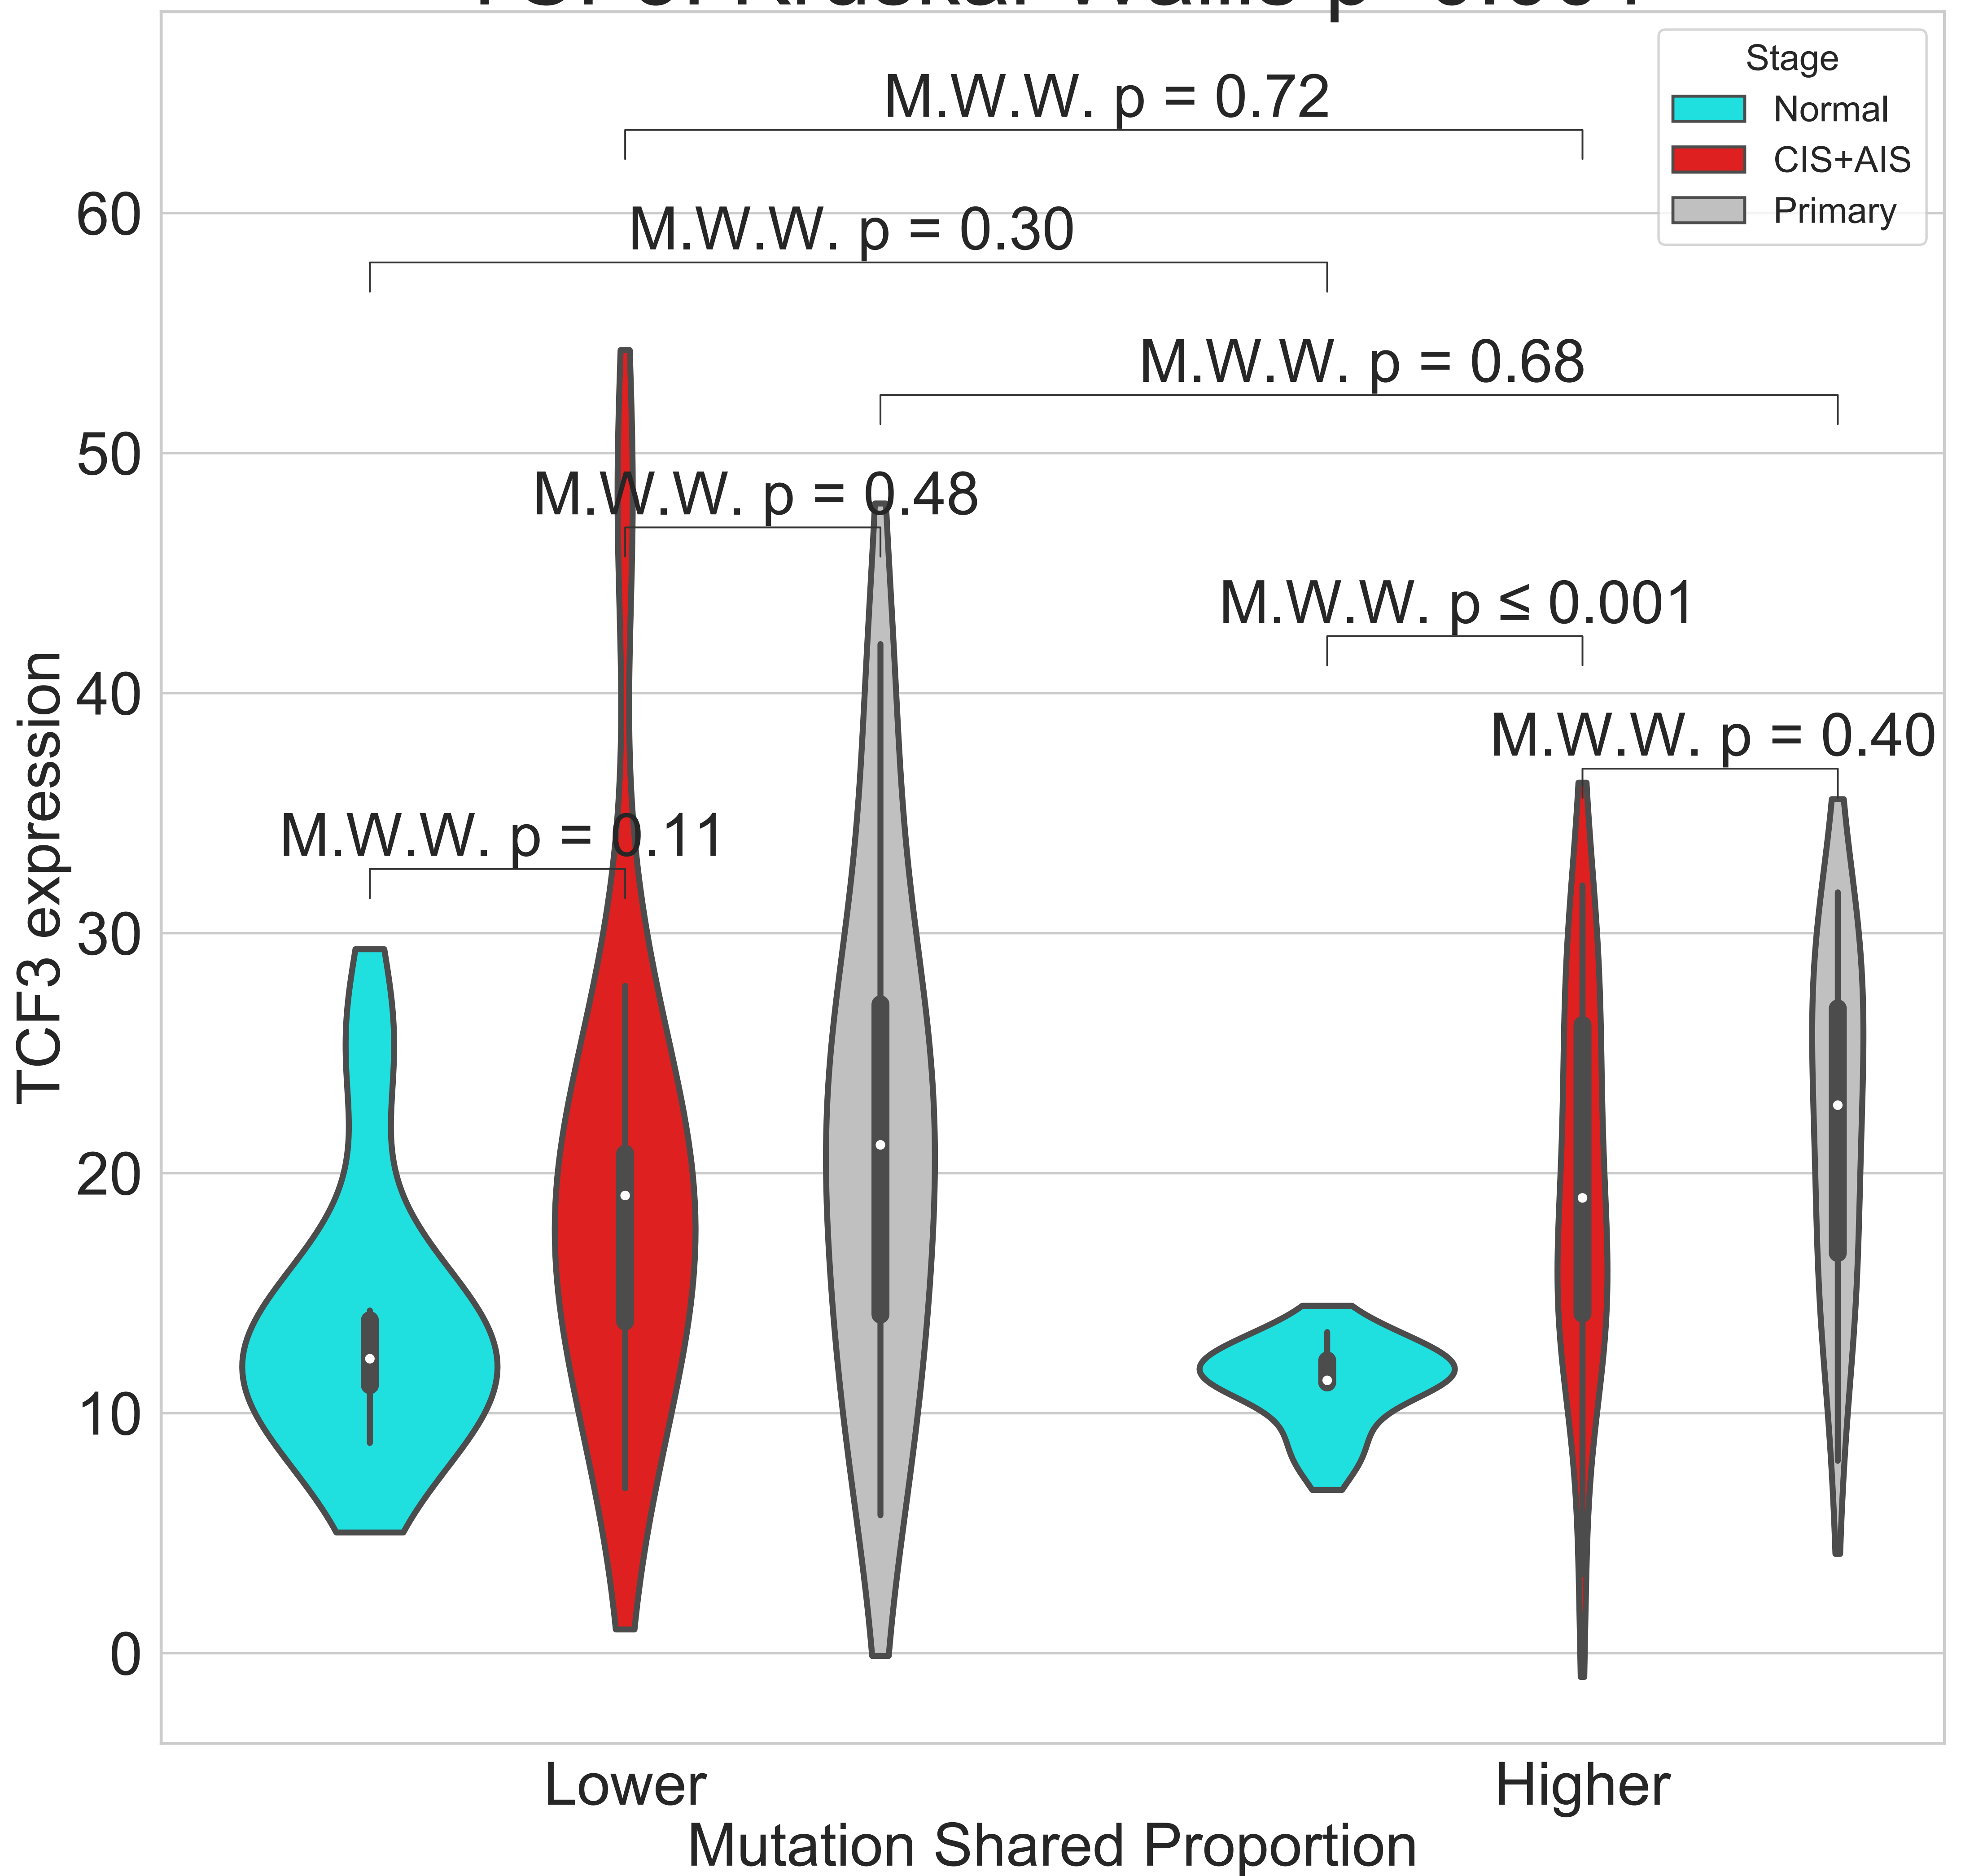 Stage
Normal
CIS+AIS
Primary
M.W.W. p = 0.72
M.W.W. p = 0.30
M.W.W. p = 0.68
M.W.W. p = 0.48
M.W.W. p ≤ 0.001
M.W.W. p = 0.40
M.W.W. p = 0.11
TCF3 expression
60
50
40
30
20
10
0
Lower
Higher
Mutation Shared Proportion